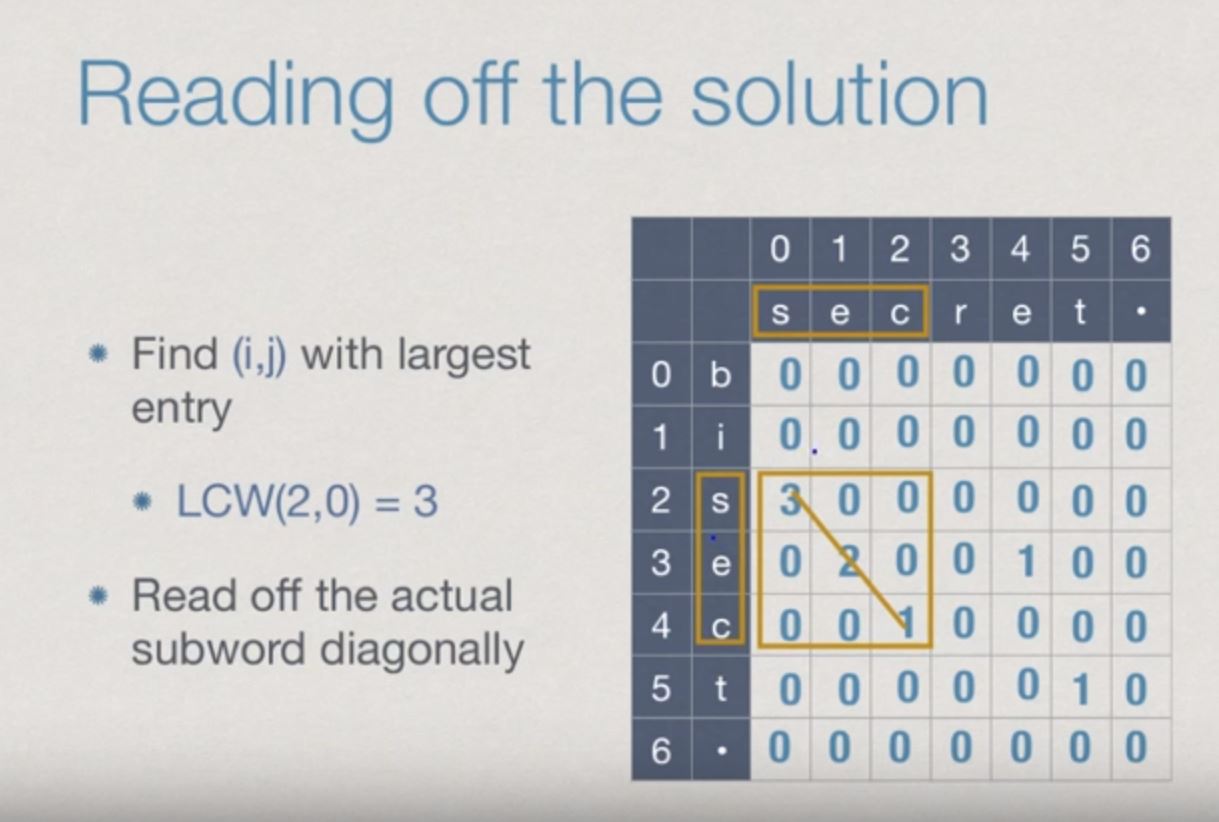 Reading off the solution
Find (i,j) with largest
entry
LCW(2,0) = 3
Read off the actual
subword diagonally
0 1 2 3 4 5 6
s e c r e t •
0 b 0 0 0 0 0 0 0
1 i 0 0 0 0 0 0 0
2 s 3 0 0 0 0 0 0
3 e 0 2 0 0 1 0 0
4 c 0 0 1 0 0 0 0
5 t 0 0 0 0 0 1 0
6 • 0 0 0 0 0 0 0